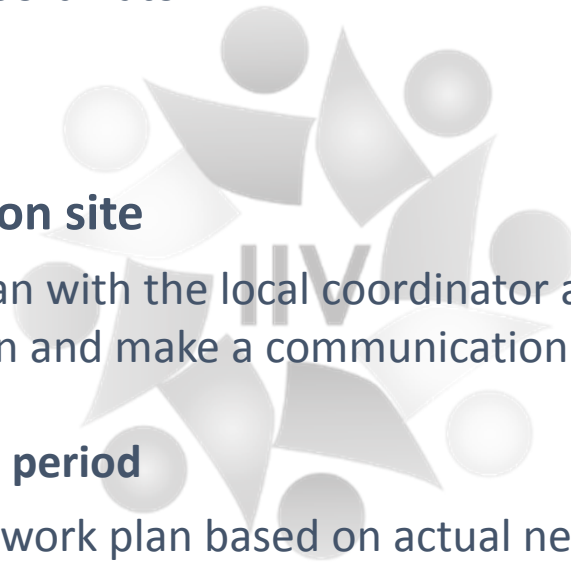 on site
an with the local coordinator a
n and make a communication
IIV
period
work plan based on actual ne